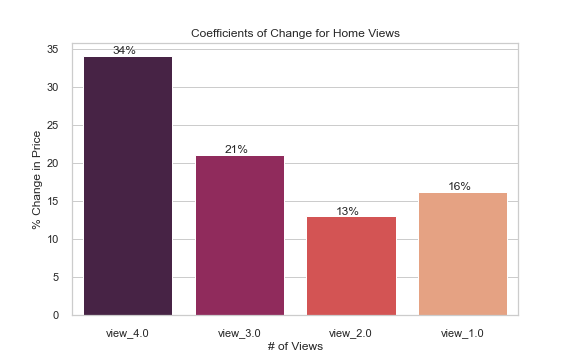 Coefficients of Change for Home Views
% Change in Price
35
30
25
20
15
10
5
0
34%
21%
13%
16%
view_4.0
view_3.0
view_2.0
view_1.0
# of Views